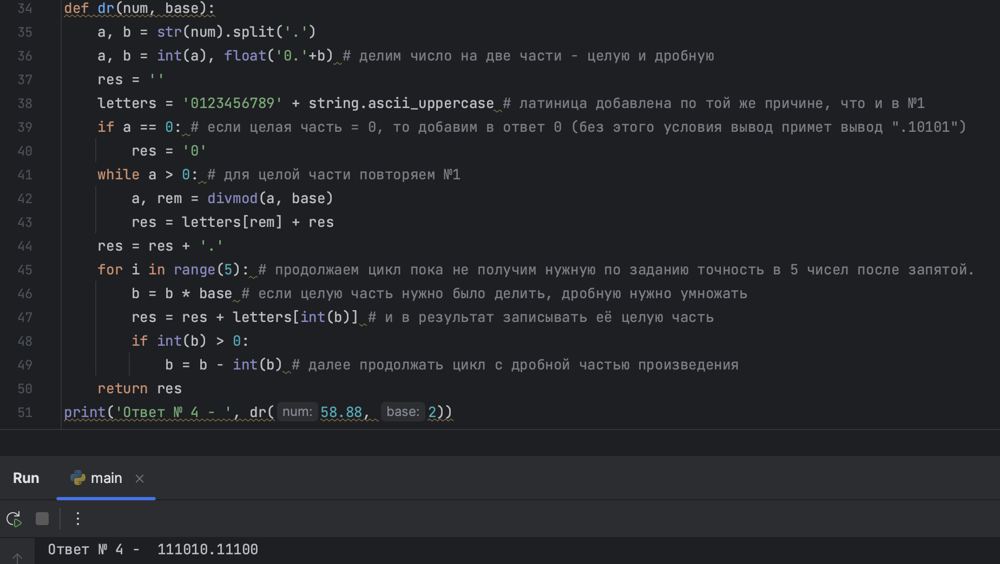 34 def dr(num, base):
35     a, b = str(num).split('.')
36     a, b = int(a), float('0.'+b) # делим число на две части - целую и дробную
37     res = ''
38     letters = '0123456789' + string.ascii_uppercase # латиница добавлена по той же причине, что и в №1
39     if a == 0: # если целая часть = 0, то добавим в ответ 0 (без этого условия вывод примет вывод ".10101")
40         res = '0'
41     while a > 0: # для целой части повторяем №1
42         a, rem = divmod(a, base)
43         res = letters[rem] + res
44     res = res + '.'
45     for i in range(5): # продолжаем цикл пока не получим нужную по заданию точность в 5 чисел после запятой.
46         b = b * base # если целую часть нужно было делить, дробную нужно умножать
47         res = res + letters[int(b)] # и в результат записывать её целую часть
48         if int(b) > 0:
49             b = b - int(b) # далее продолжать цикл с дробной частью произведения
50     return res
51 print('Ответ № 4 - ', dr( num: 58.88, base: 2))
Run main
Ответ № 4 -  111010.11100